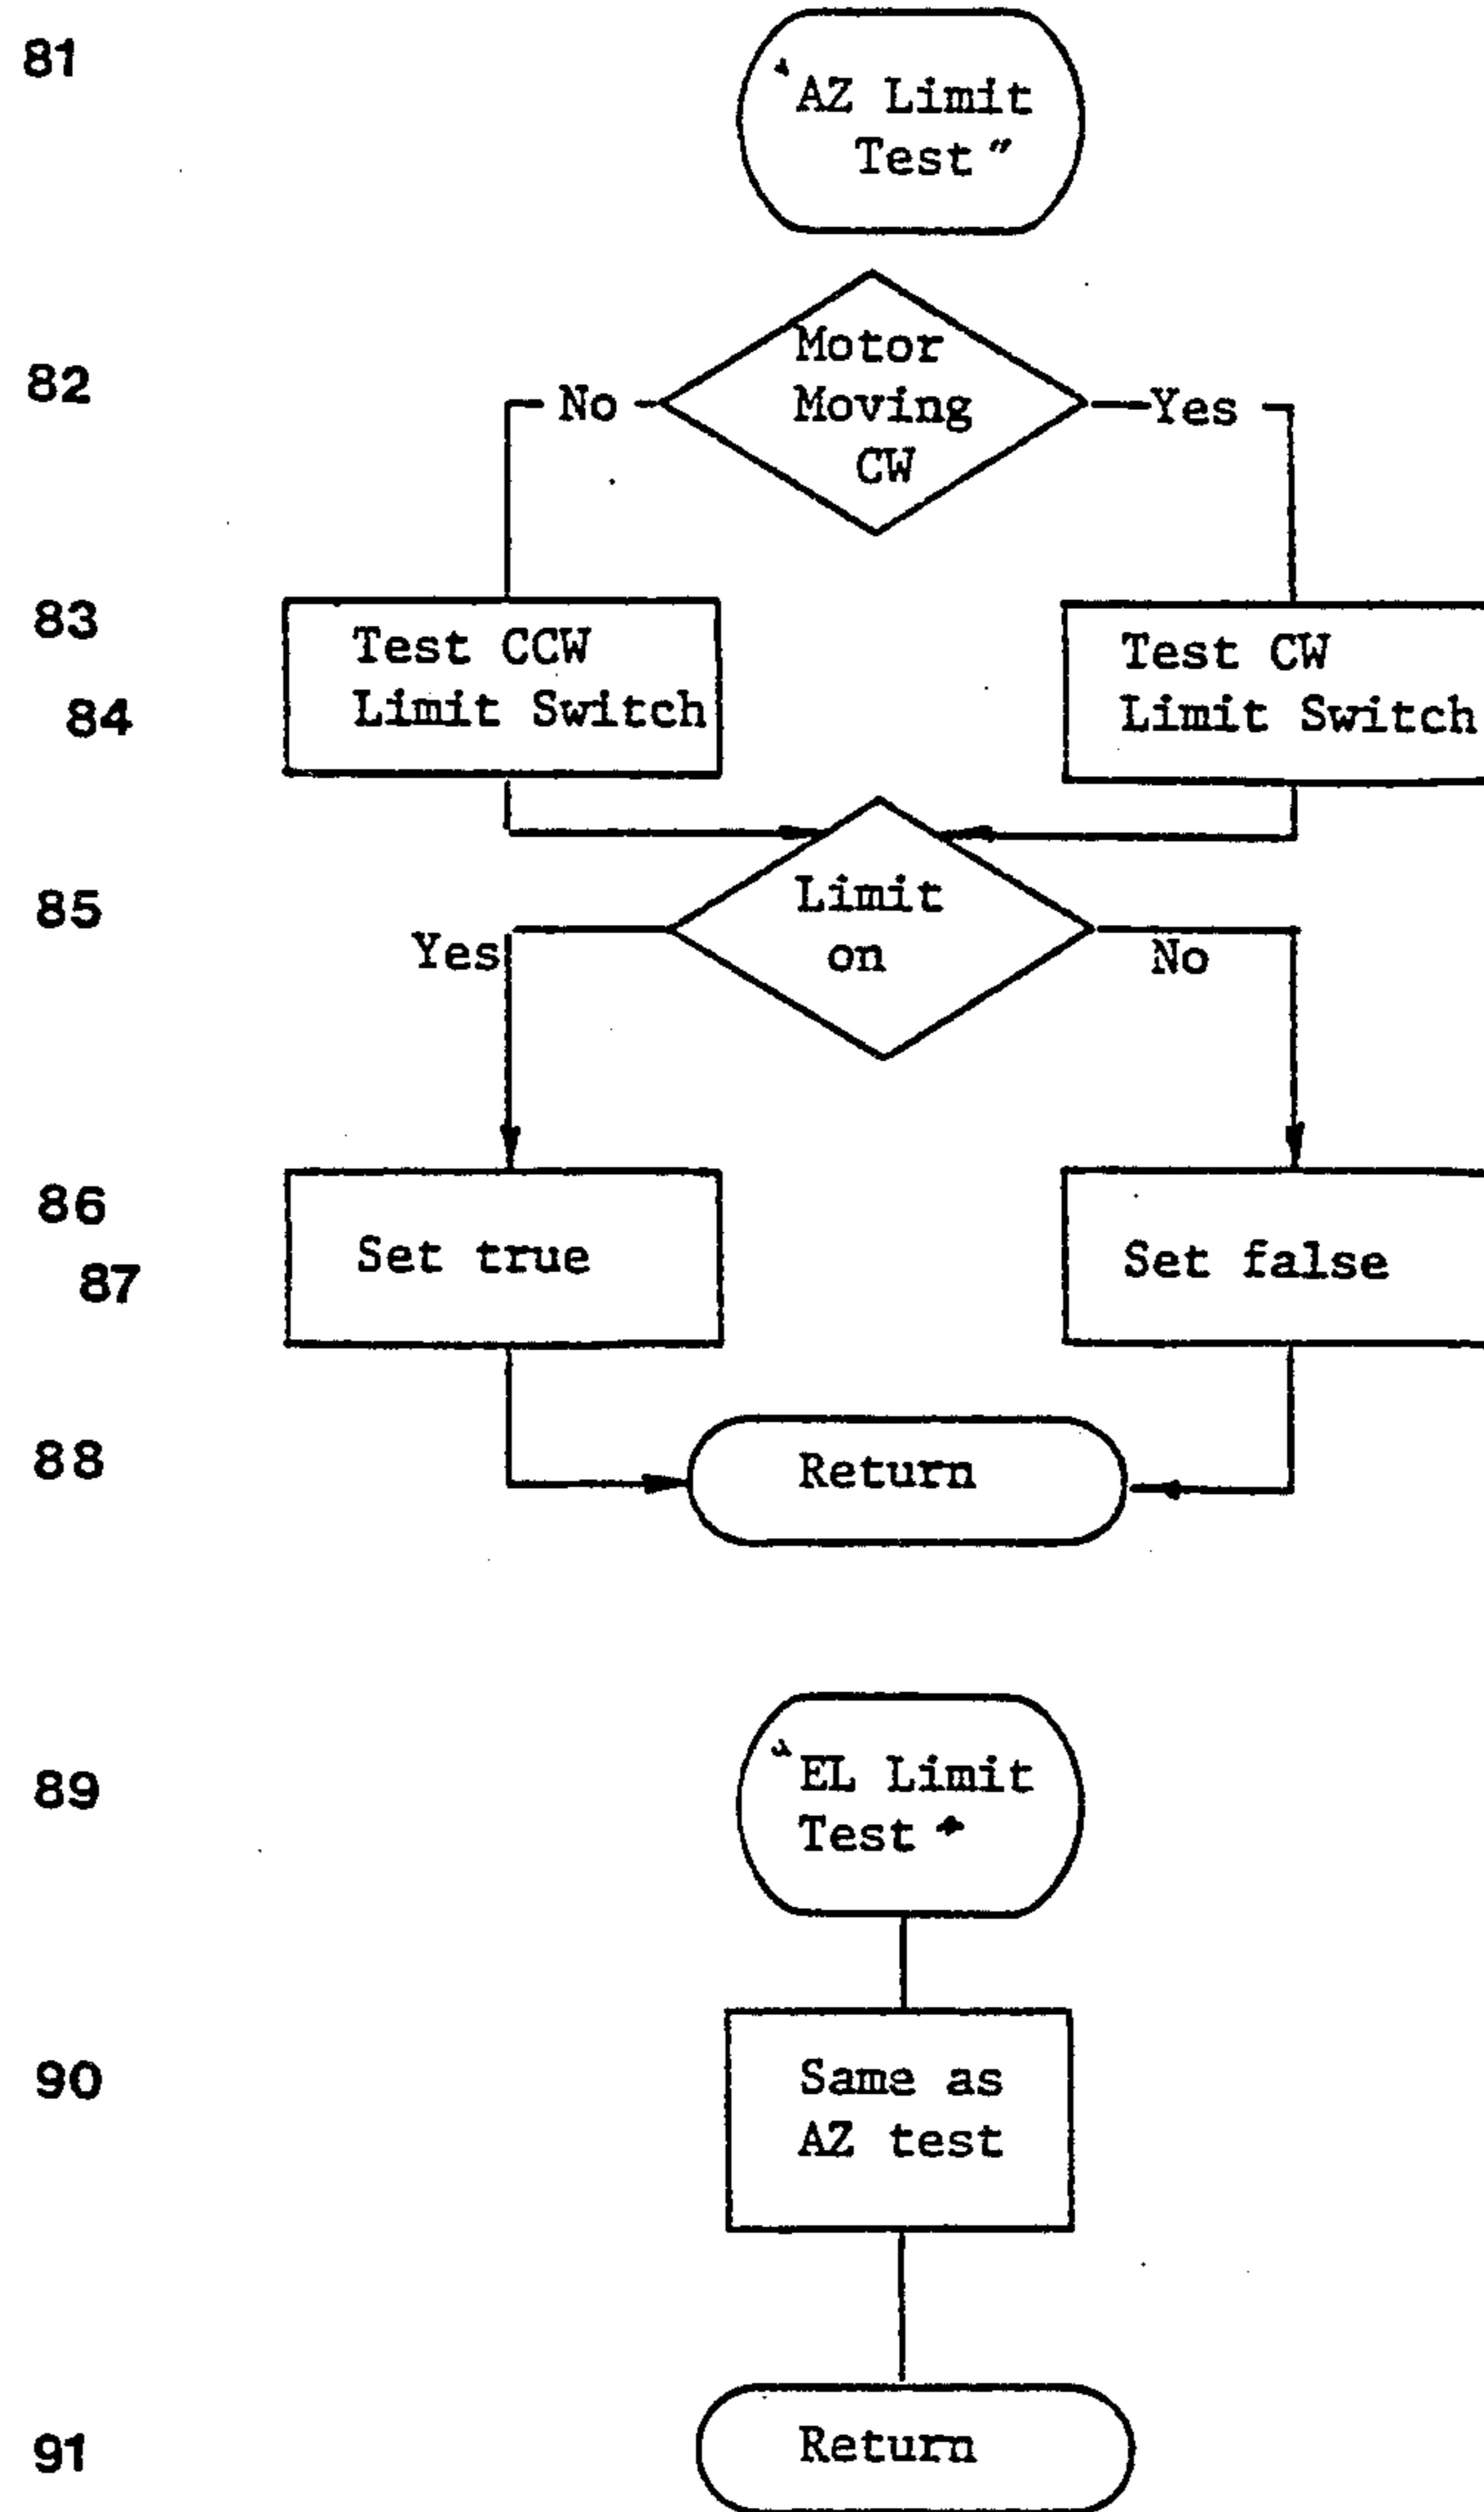 81
"AZ Limit
Test"
82
Motor
Moving
CW
No
Yes
83
84
Test CCW
Limit Switch
Test CW
Limit Switch
85
Limit
on
Yes
No
86
87
Set true
Set false
88
Return
89
"EL Limit
Test"
90
Same as
AZ test
91
Return